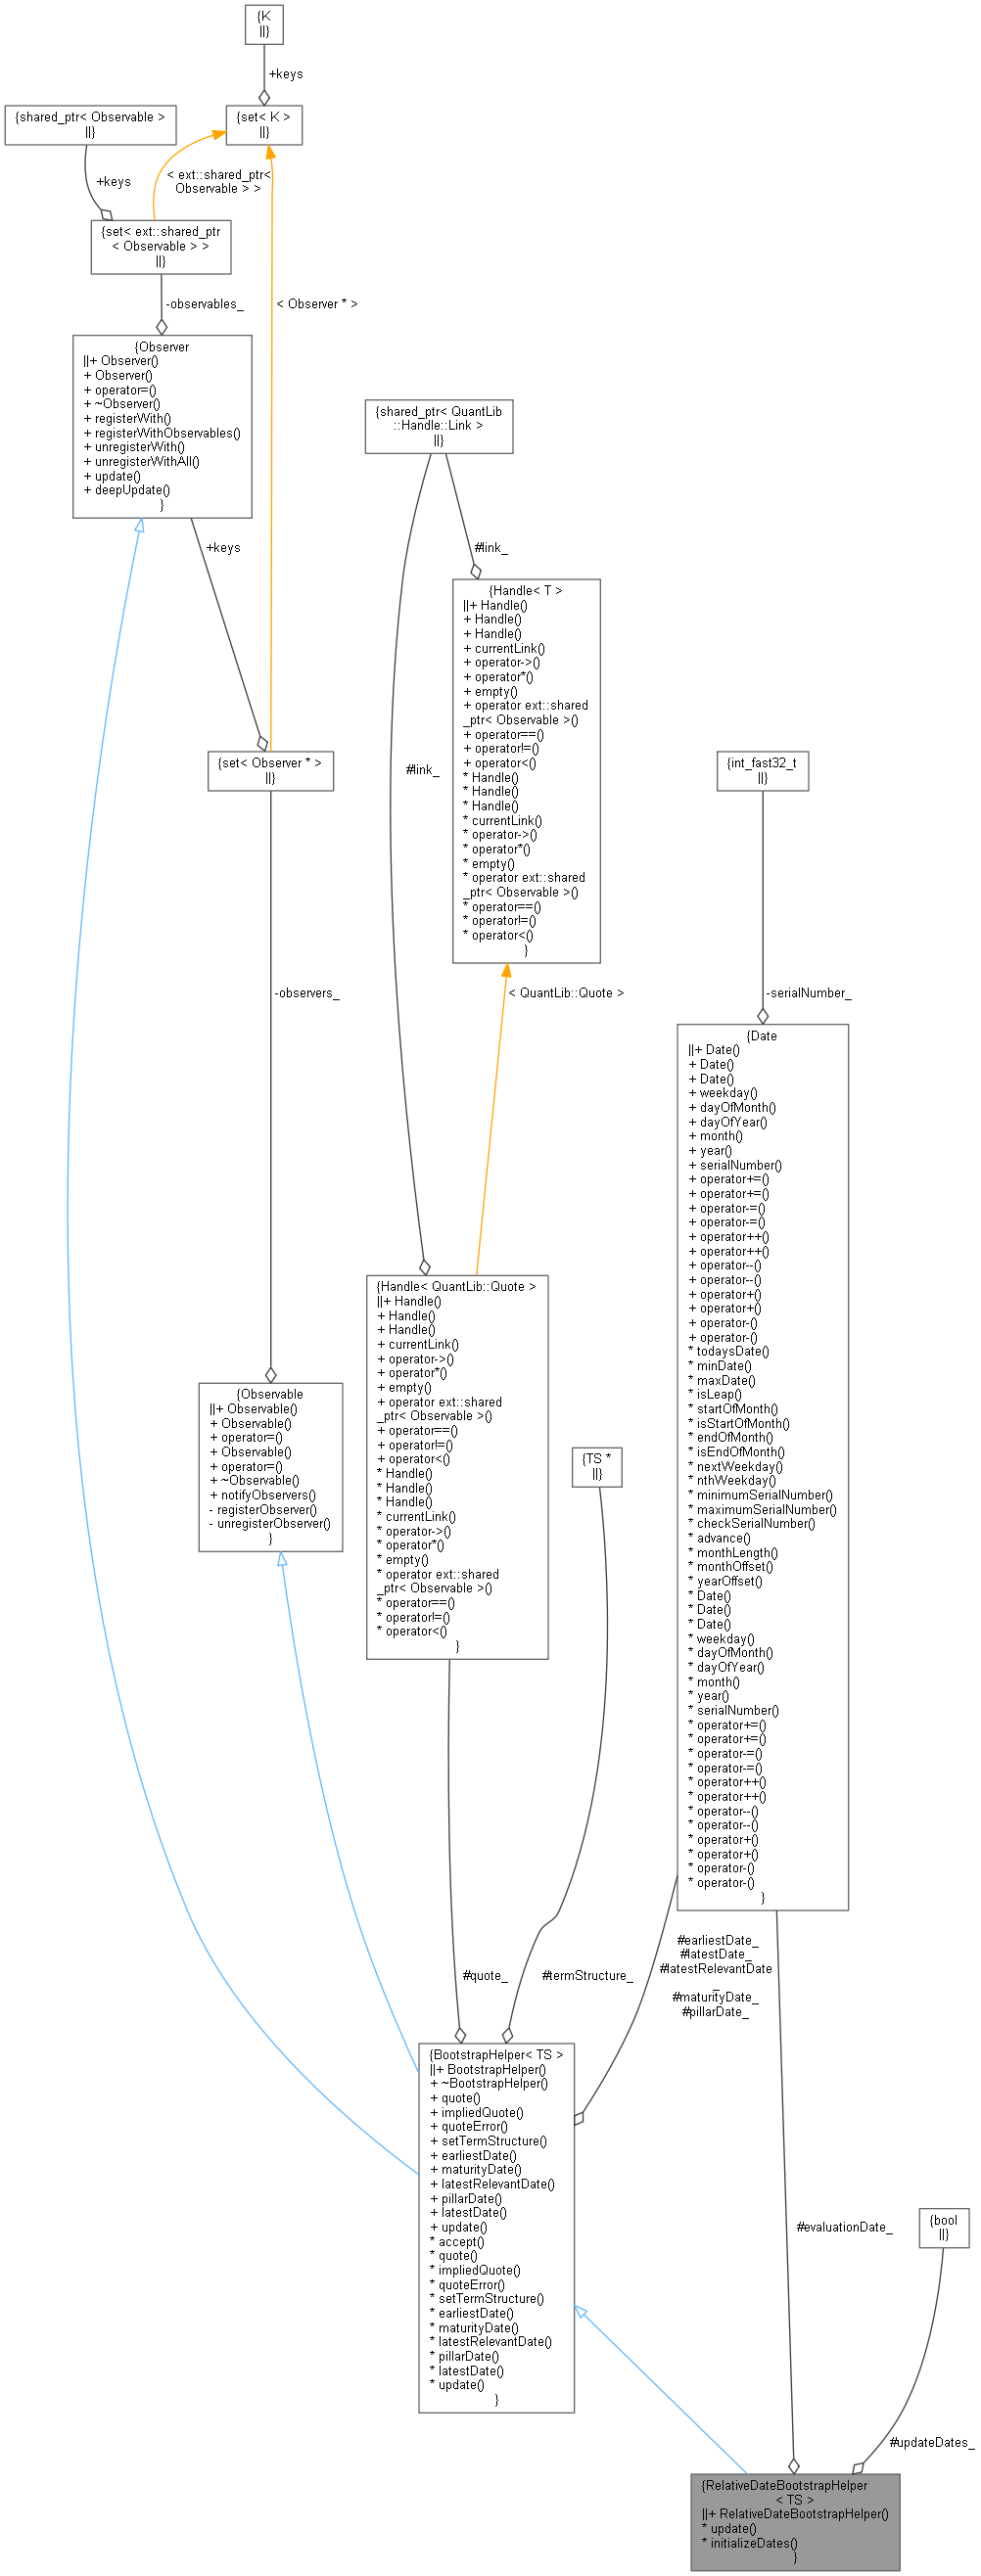 {K
||}
+keys
{shared_ptr< Observable >
||}
{set< K >
||}
+keys
< ext::shared_ptr<
Observable > >
{set< ext::shared_ptr
< Observable > >
||}
-observables_
< Observer * >
{Observer
||+ Observer()
+ Observer()
+ operator=()
+ ~Observer()
+ registerWith()
+ registerWithObservables()
+ unregisterWith()
+ unregisterWithAll()
+ update()
+ deepUpdate()
}
{shared_ptr< QuantLib
::Handle::Link >
||}
+keys
#link_
{Handle< T >
||+ Handle()
+ Handle()
+ Handle()
+ currentLink()
+ operator->()
+ operator*()
+ empty()
+ operator ext::shared
_ptr< Observable >()
+ operator==()
+ operator!=()
+ operator<()
* Handle()
* Handle()
* Handle()
* currentLink()
* operator->()
* operator*()
* empty()
* operator ext::shared
_ptr< Observable >()
* operator==()
* operator!=()
* operator<()
}
{set< Observer * >
||}
#link_
{int_fast32_t
||}
-observers_
< QuantLib::Quote >
-serialNumber_
{Date
||+ Date()
+ Date()
+ Date()
+ weekday()
+ dayOfMonth()
+ dayOfYear()
+ month()
+ year()
+ serialNumber()
+ operator+=()
+ operator+=()
+ operator-=()
+ operator-=()
+ operator++()
+ operator++()
+ operator--()
+ operator--()
+ operator+()
+ operator+()
+ operator-()
+ operator-()
* todaysDate()
* minDate()
* maxDate()
* isLeap()
* startOfMonth()
* isStartOfMonth()
* endOfMonth()
* isEndOfMonth()
* nextWeekday()
* nthWeekday()
* minimumSerialNumber()
* maximumSerialNumber()
* checkSerialNumber()
* advance()
* monthLength()
* monthOffset()
* yearOffset()
* Date()
* Date()
* Date()
* weekday()
* dayOfMonth()
* dayOfYear()
* month()
* year()
* serialNumber()
* operator+=()
* operator+=()
* operator-=()
* operator-=()
* operator++()
* operator++()
* operator--()
* operator--()
* operator+()
* operator+()
* operator-()
* operator-()
}
{Handle< QuantLib::Quote >
||+ Handle()
+ Handle()
+ Handle()
+ currentLink()
+ operator->()
+ operator*()
+ empty()
+ operator ext::shared
_ptr< Observable >()
+ operator==()
+ operator!=()
+ operator<()
* Handle()
* Handle()
* Handle()
* currentLink()
* operator->()
* operator*()
* empty()
* operator ext::shared
_ptr< Observable >()
* operator==()
* operator!=()
* operator<()
}
{Observable
||+ Observable()
+ Observable()
+ operator=()
+ Observable()
+ operator=()
+ ~Observable()
+ notifyObservers()
- registerObserver()
- unregisterObserver()
}
{TS *
||}
#quote_
#termStructure_
#earliestDate_
#latestDate_
#latestRelevantDate
_
#maturityDate_
#pillarDate_
{BootstrapHelper< TS >
||+ BootstrapHelper()
+ ~BootstrapHelper()
+ quote()
+ impliedQuote()
+ quoteError()
+ setTermStructure()
+ earliestDate()
+ maturityDate()
+ latestRelevantDate()
+ pillarDate()
+ latestDate()
+ update()
* accept()
* quote()
* impliedQuote()
* quoteError()
* setTermStructure()
* earliestDate()
* maturityDate()
* latestRelevantDate()
* pillarDate()
* latestDate()
* update()
}
#evaluationDate_
{bool
||}
#updateDates_
{RelativeDateBootstrapHelper
< TS >
||+ RelativeDateBootstrapHelper()
* update()
* initializeDates()
}